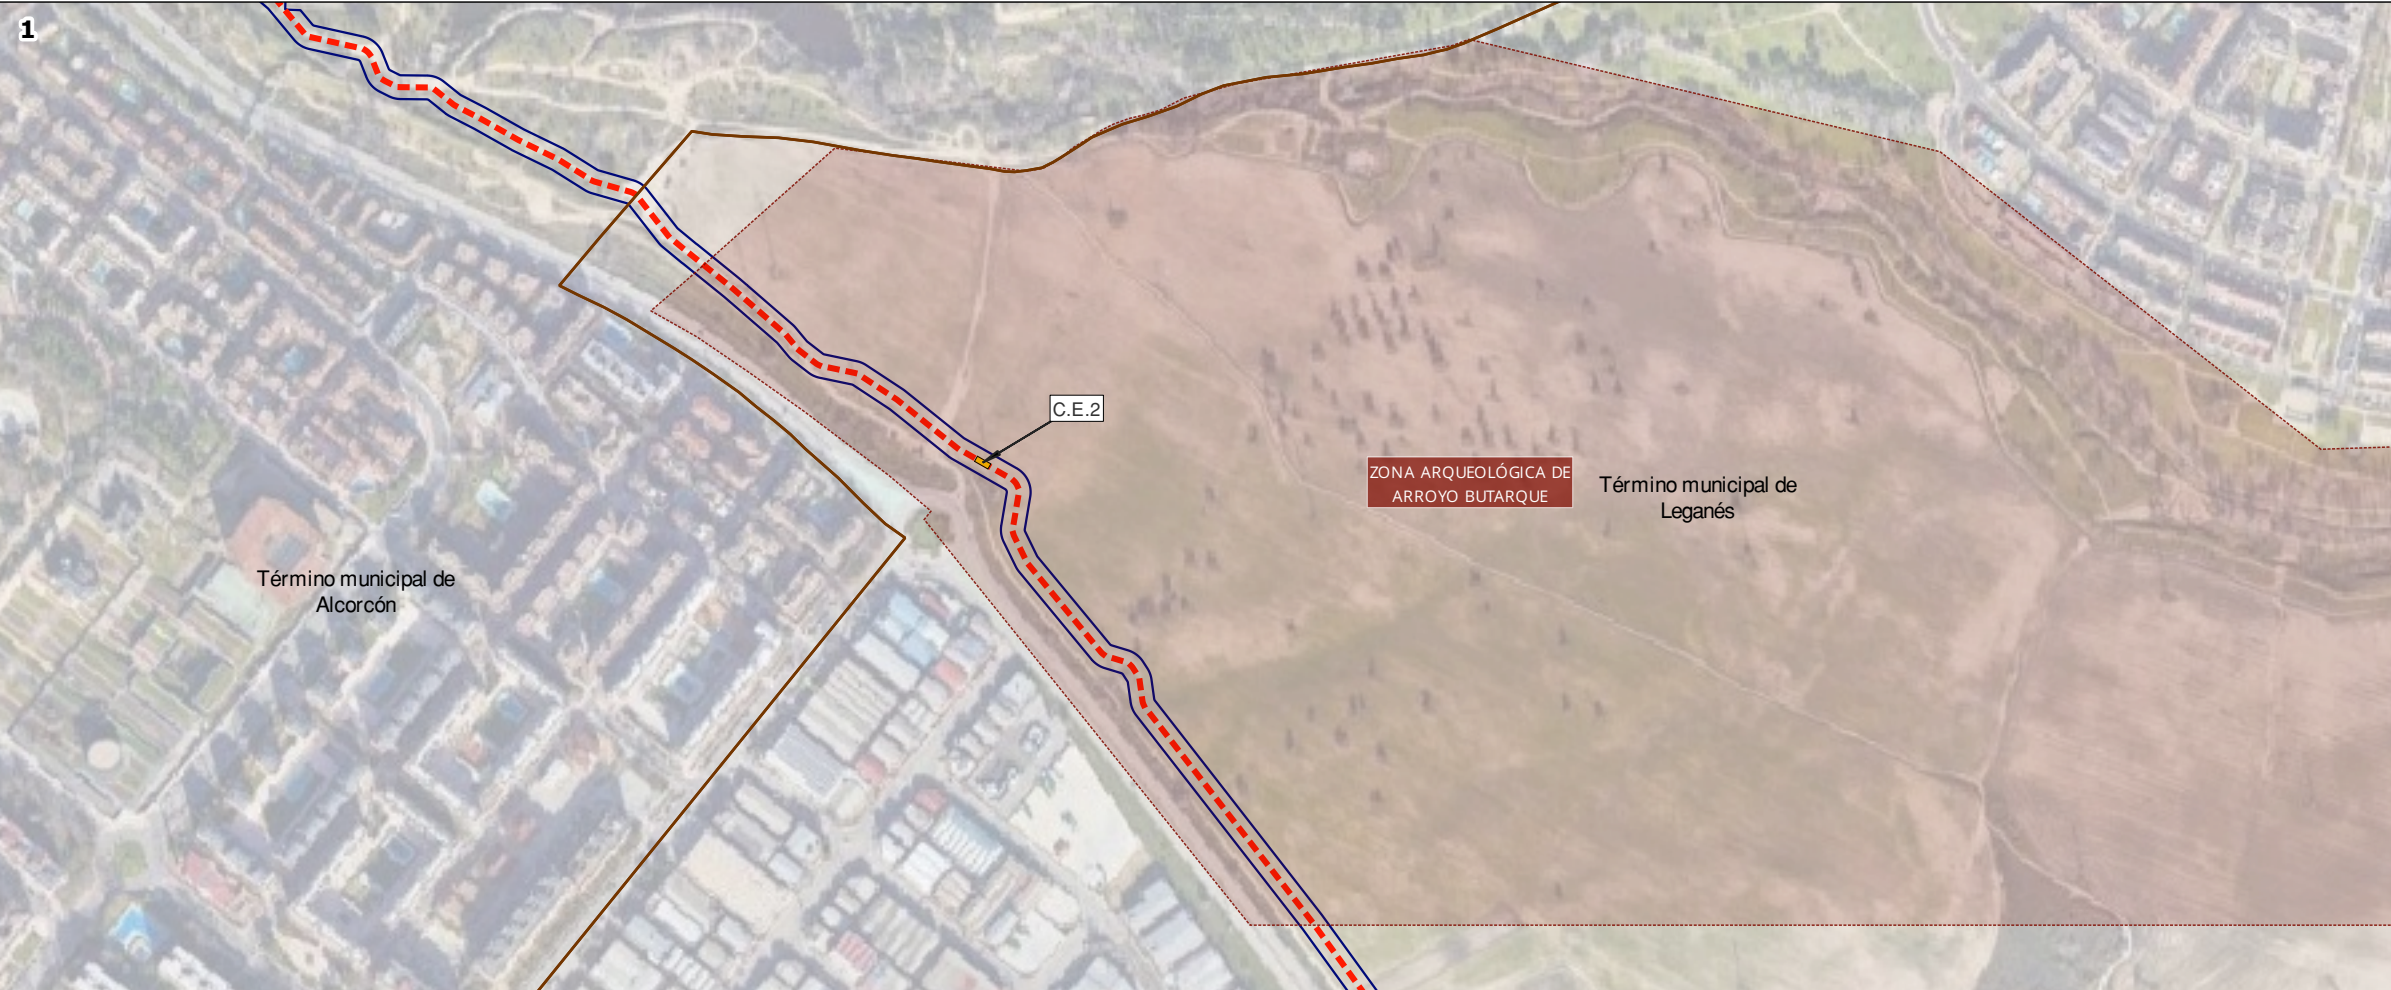 1
C.E.2
ZONA ARQUEOLÓGICA DE
ARROYO BUTARQUE
Término municipal de
Leganés
Término municipal de
Alcorcón